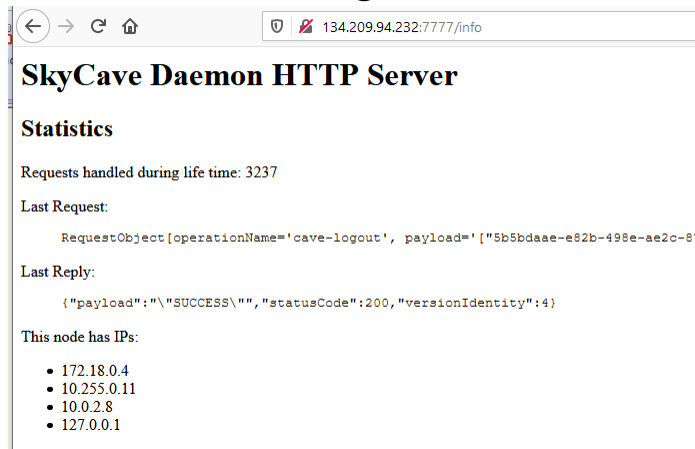 134.209.94.232:7777/info
SkyCave Daemon HTTP Server
Statistics
Requests handled during life time: 3237
Last Request:
RequestObject[operationName='cave-logout', payload='["5b5bdaae-e82b-498e-ae2c-8
Last Reply:
{"payload":"\"SUCCESS\"","statusCode":200,"versionIdentity":4}
This node has IPs:
172.18.0.4
10.255.0.11
10.0.2.8
127.0.0.1